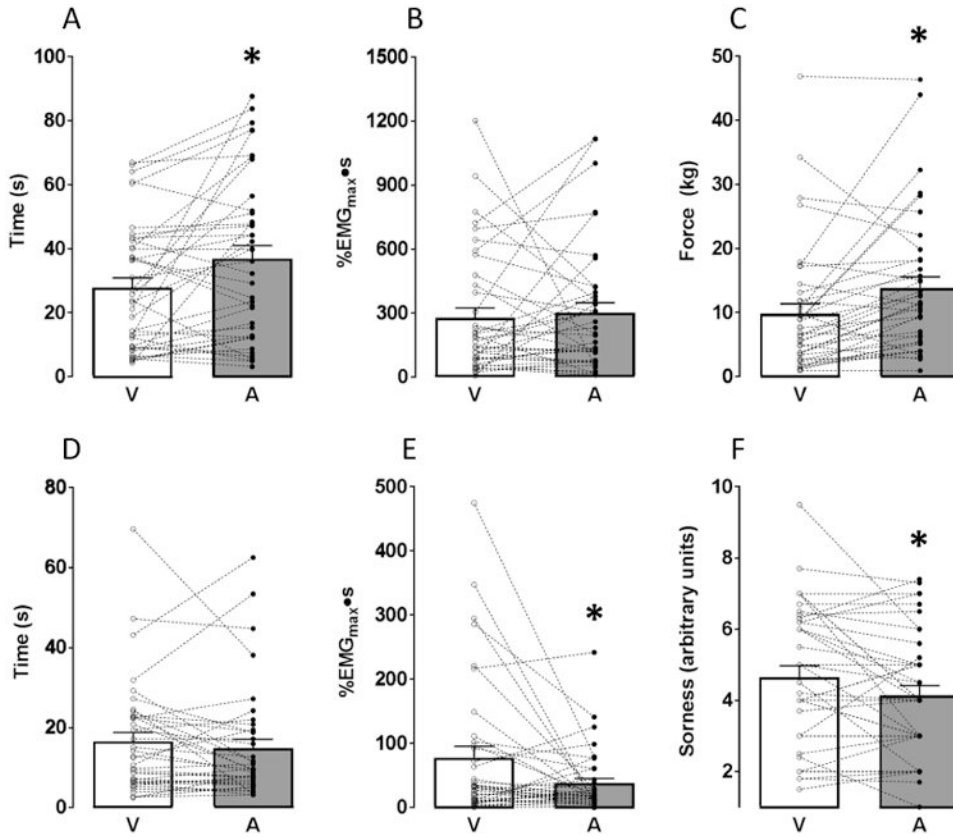 A
Time (s)
100
80
60
40
20
0
*
V A
B
%EMGmax•s
1500
1200
900
600
300
0
V A
C
Force (kg)
50
40
30
20
10
0
*
V A
D
Time (s)
80
60
40
20
0
V A
E
%EMGmax•s
500
400
300
200
100
0
*
V A
F
Sorness (arbitrary units)
10
8
6
4
2
*
V A